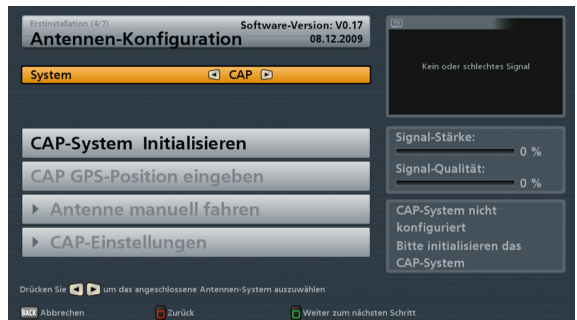 Erstinstallation (4/7)
Software-Version: V0.17
Antennen-Konfiguration
08.12.2009
System
CAP
TV
Kein oder schlechtes Signal
CAP-System Initialisieren
CAP GPS-Position eingeben
Antenne manuell fahren
CAP-Einstellungen
Signal-Stärke:
0 %
Signal-Qualität:
0 %
CAP-System nicht
konfiguriert
Bitte initialisieren das
CAP-System
Drücken Sie um das angeschlossene Antennen-System auszuwählen
BACK Abbrechen
Zurück
Weiter zum nächsten Schritt